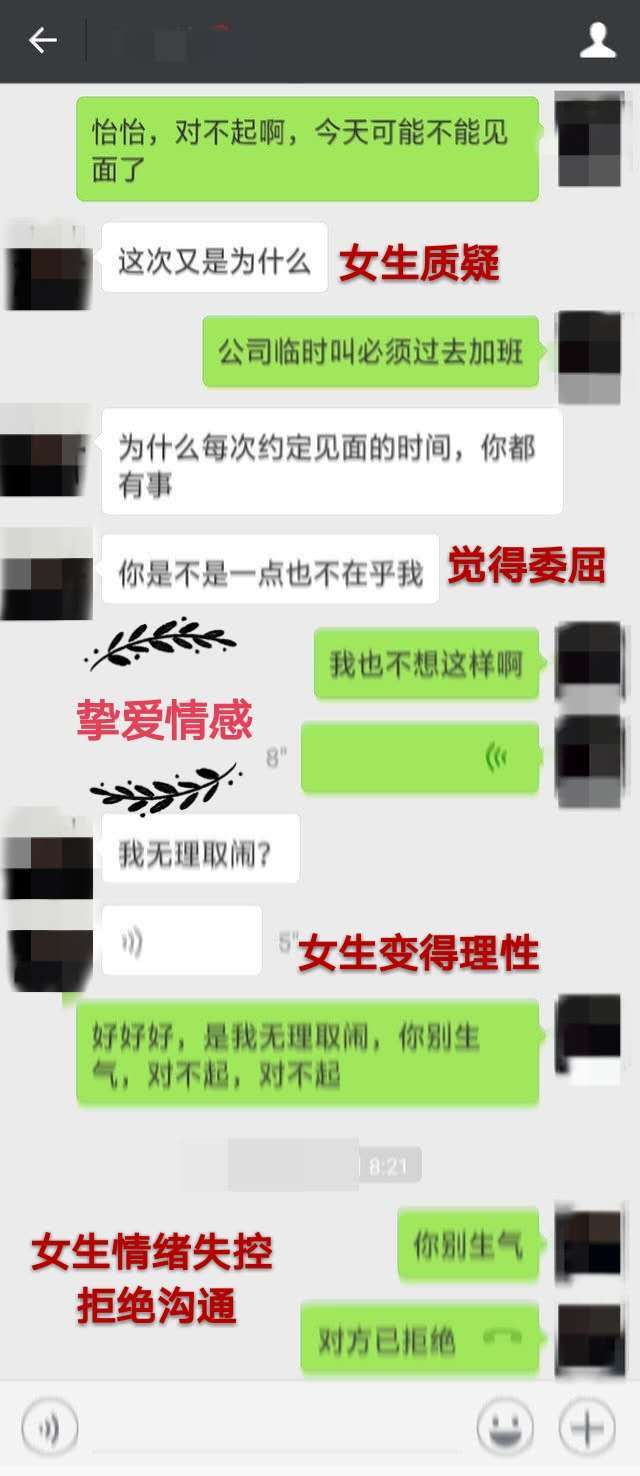 怡怡，对不起啊，今天可能不能见
面了
这次又是为什么
女生质疑
公司临时叫必须过去加班
为什么每次约定见面的时间，你都
有事
你是不是一点也不在乎我
觉得委屈
我也不想这样啊
挚爱情感
8"
我无理取闹？
5"
女生变得理性
好好好，是我无理取闹，你别生
气，对不起，对不起
8:21
你别生气
女生情绪失控
拒绝沟通
对方已拒绝